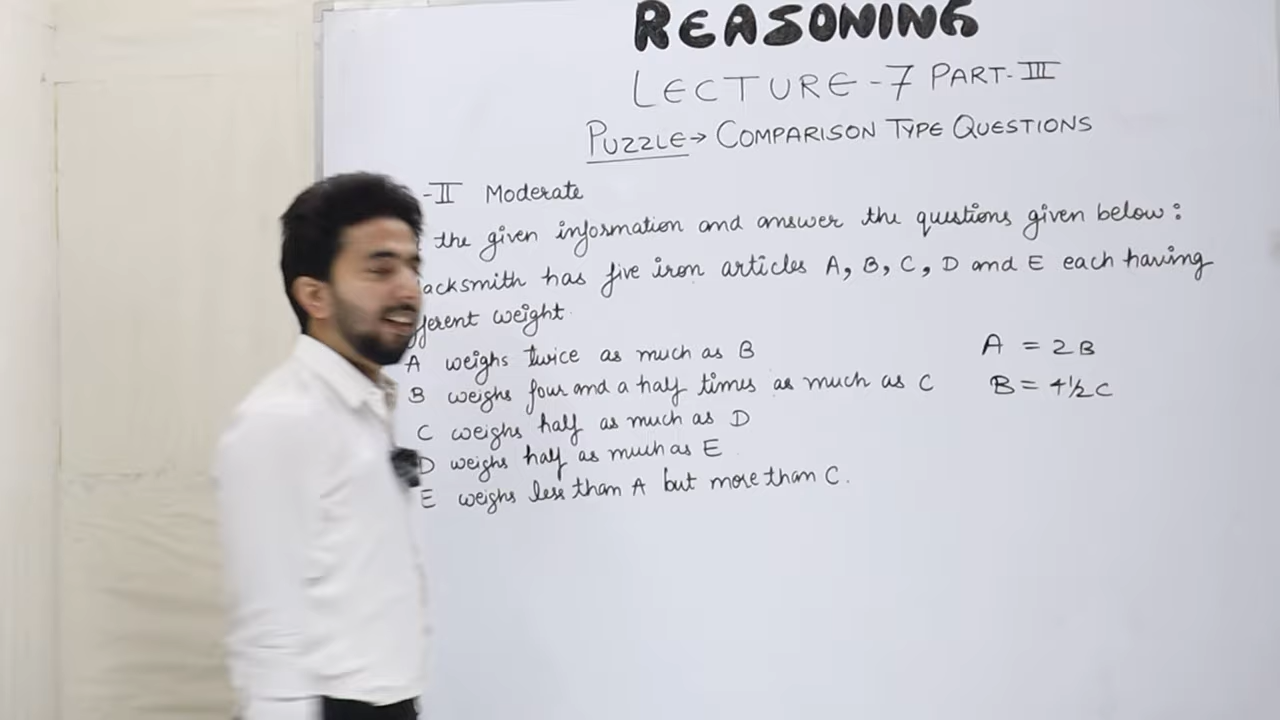 REASONING
LECTURE-7 PART-III
PUZZLE→ COMPARISON TYPE QUESTIONS
-II Moderate
the given information and answer the questions given below:
acksmith has five iron articles A, B, C, D and E each having
ferent weight.
A weighs twice as much as B
A = 2B
B weighs four and a half times as much as C
B = 4½C
C weighs half as much as D
D weighs half as much as E
E weighs less than A but more than C.